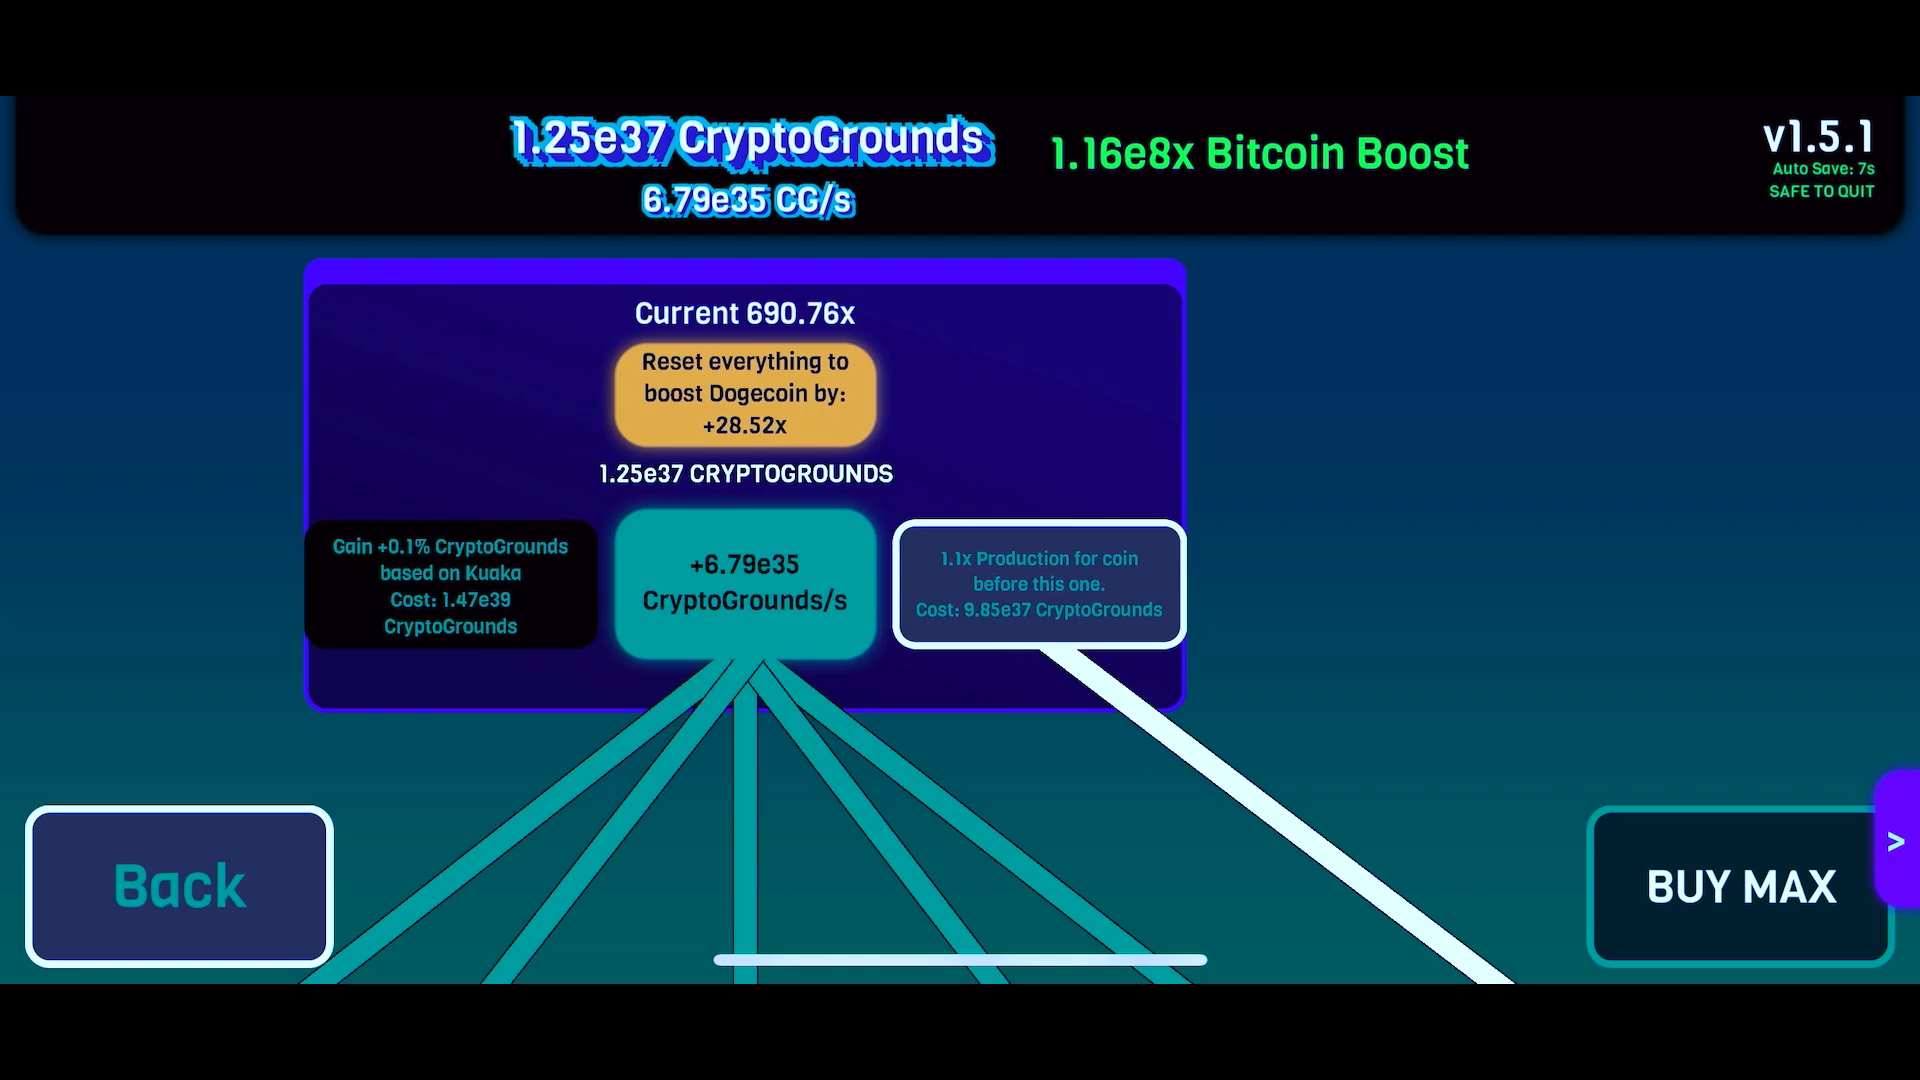 1.25e37 CryptoGrounds
6.79e35 CG/s
1.16e8x Bitcoin Boost
v1.5.1
Auto Save: 7s
SAFE TO QUIT
Current 690.76x
Reset everything to
boost Dogecoin by:
+28.52x
1.25e37 CRYPTOGROUNDS
Gain +0.1% CryptoGrounds
based on Kuaka
Cost: 1.47e39
CryptoGrounds
+6.79e35
CryptoGrounds/s
1.1x Production for coin
before this one.
Cost: 9.85e37 CryptoGrounds
Back
BUY MAX
>